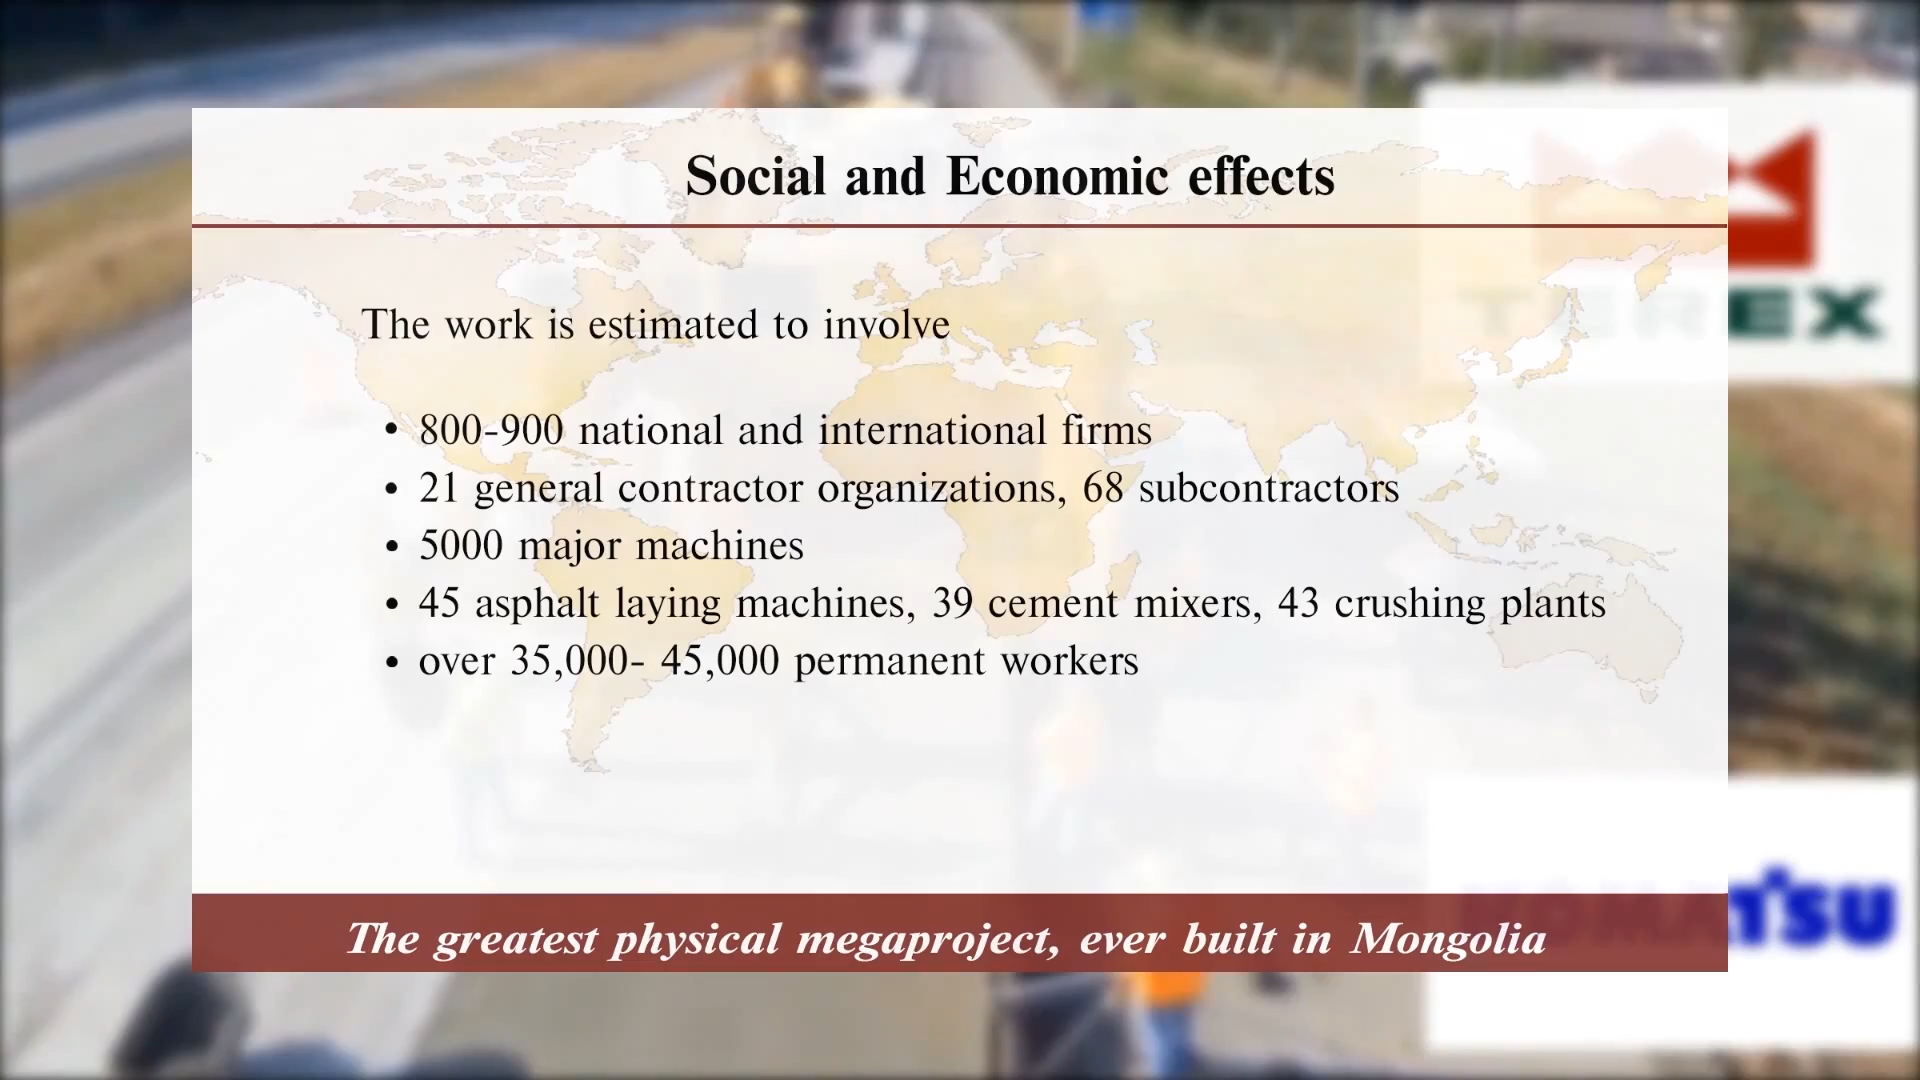 Social and Economic effects
TEREX
The work is estimated to involve
• 800-900 national and international firms
• 21 general contractor organizations, 68 subcontractors
• 5000 major machines
• 45 asphalt laying machines, 39 cement mixers, 43 crushing plants
• over 35,000- 45,000 permanent workers
KOMATSU
The greatest physical megaproject, ever built in Mongolia